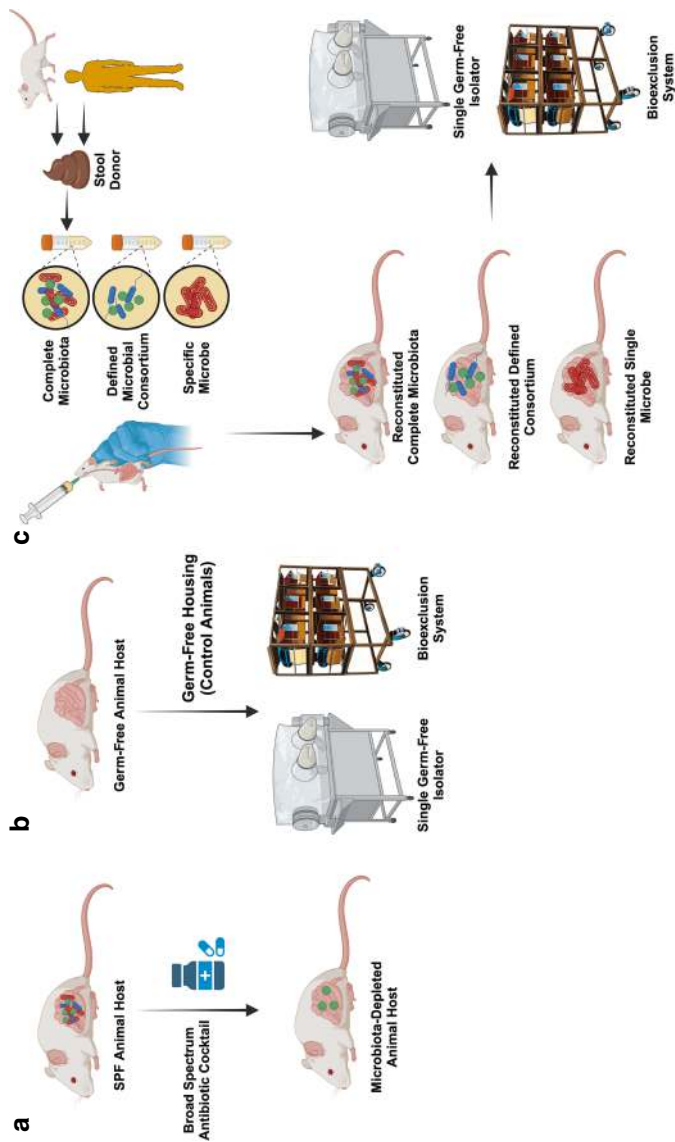 a
SPF Animal Host
Broad Spectrum
Antibiotic Cocktail
Microbiota-Depleted
Animal Host
b
Germ-Free Animal Host
Germ-Free Housing
(Control Animals)
Single Germ-Free
Isolator
Bioexclusion
System
c
Stool
Donor
Complete
Microbiota
Defined
Microbial
Consortium
Specific
Microbe
Reconstituted
Complete Microbiota
Reconstituted Defined
Consortium
Reconstituted Single
Microbe
Single Germ-Free
Isolator
Bioexclusion
System